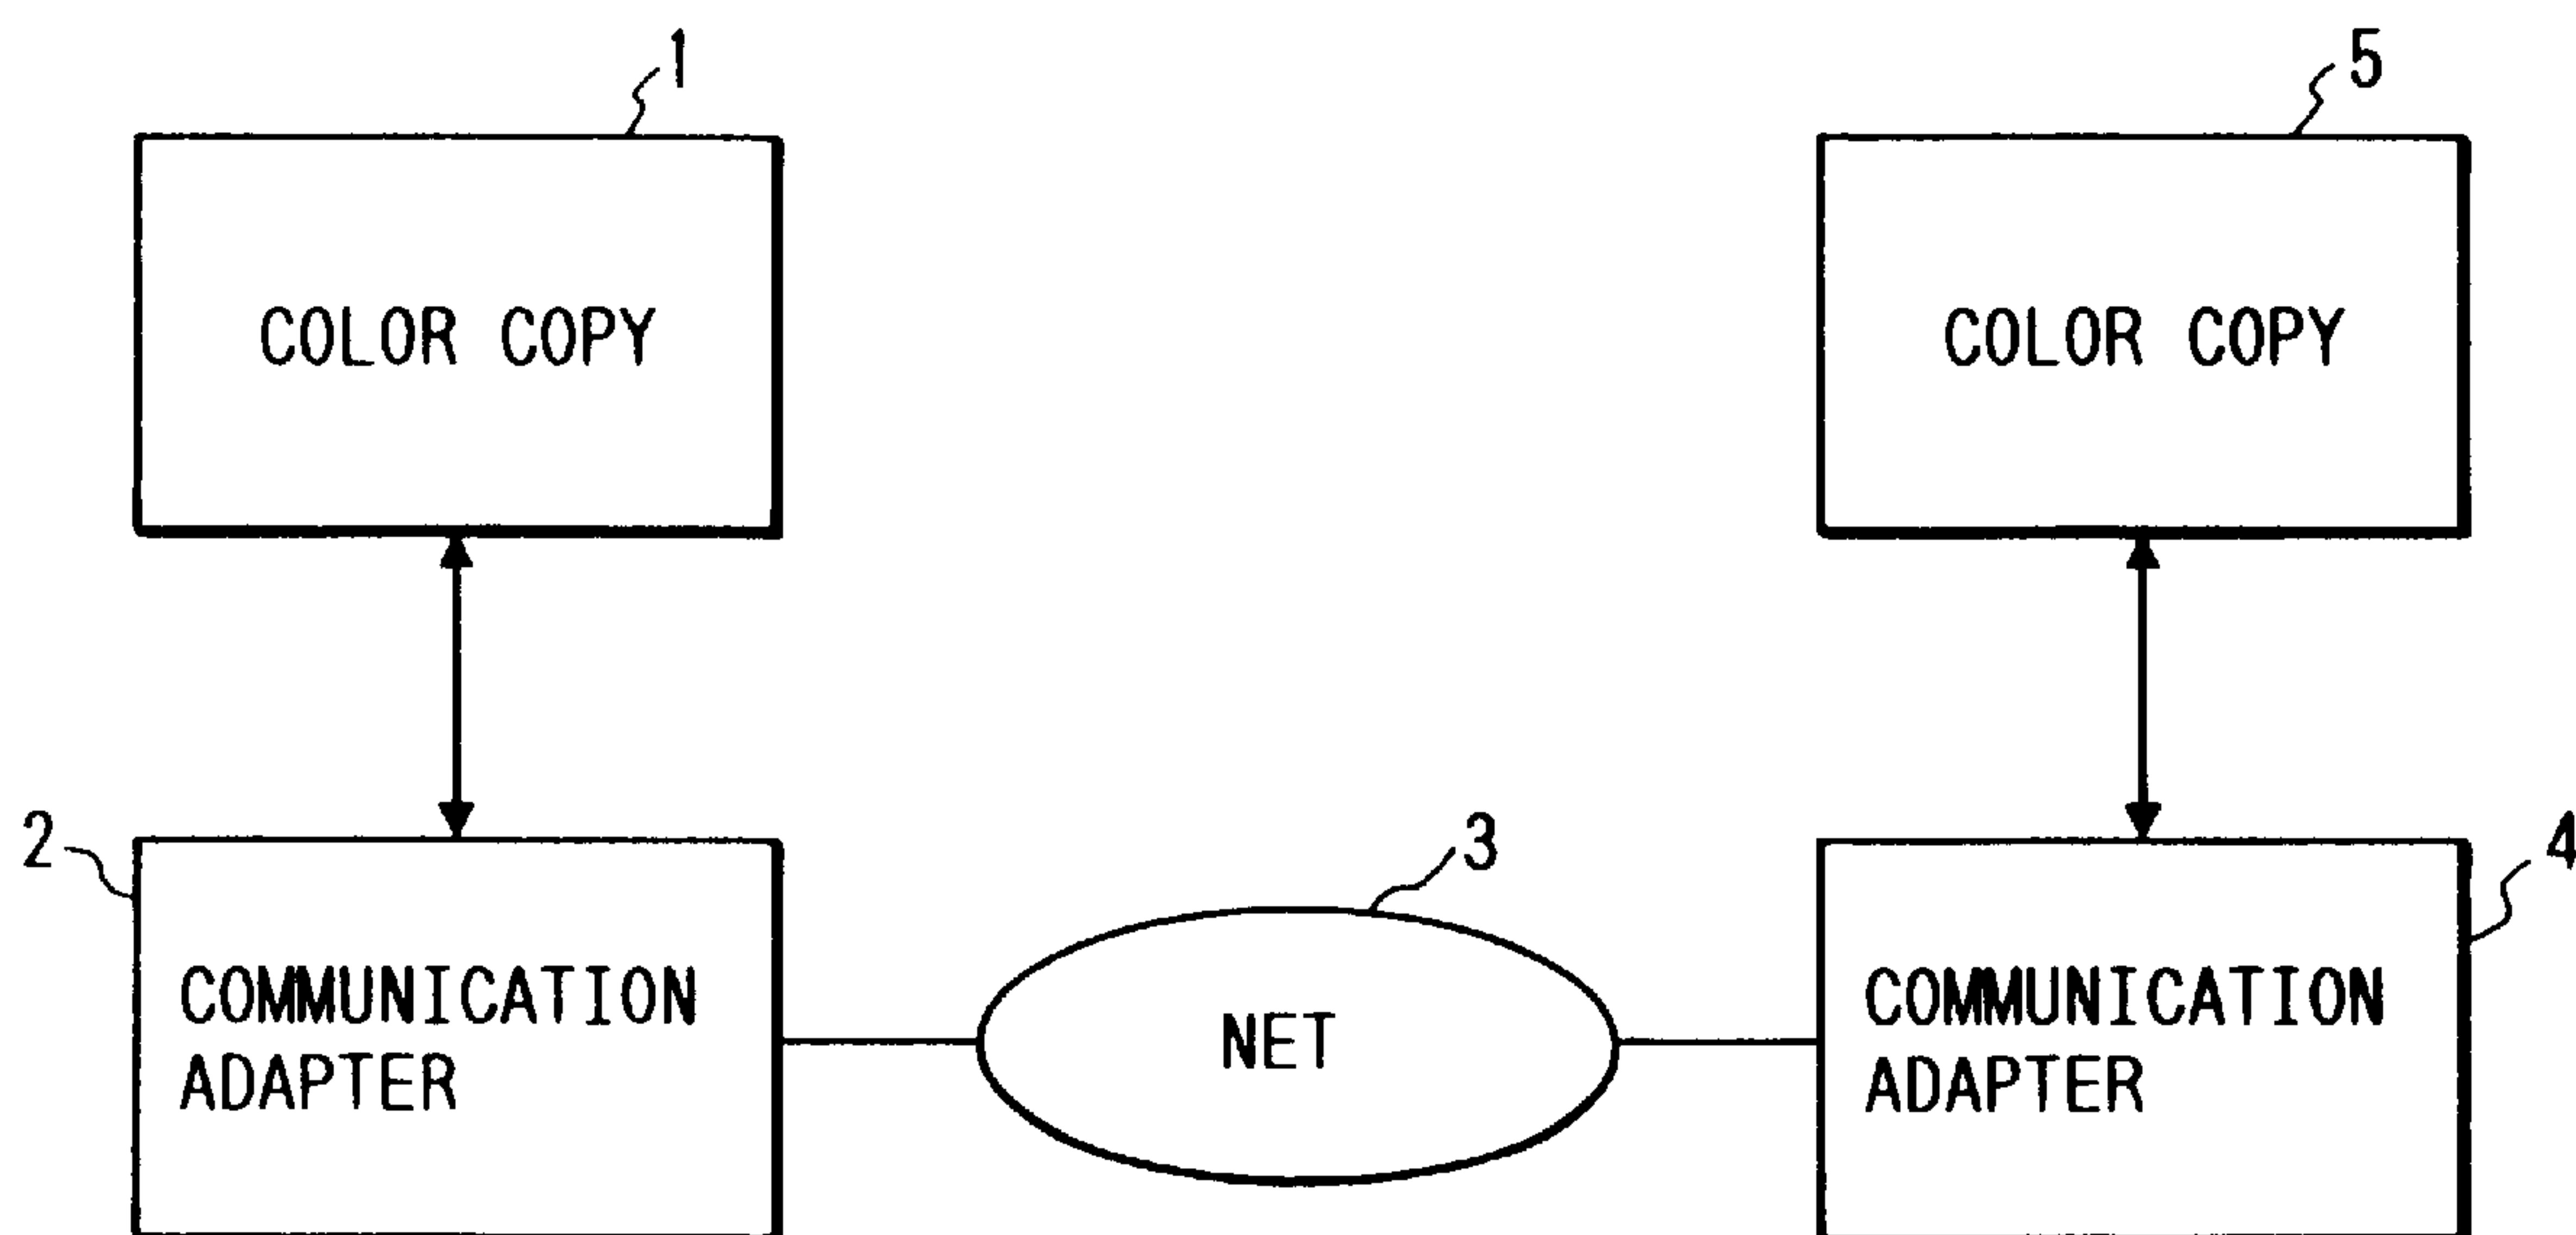 1
5
COLOR COPY
COLOR COPY
2
3
4
COMMUNICATION
ADAPTER
NET
COMMUNICATION
ADAPTER